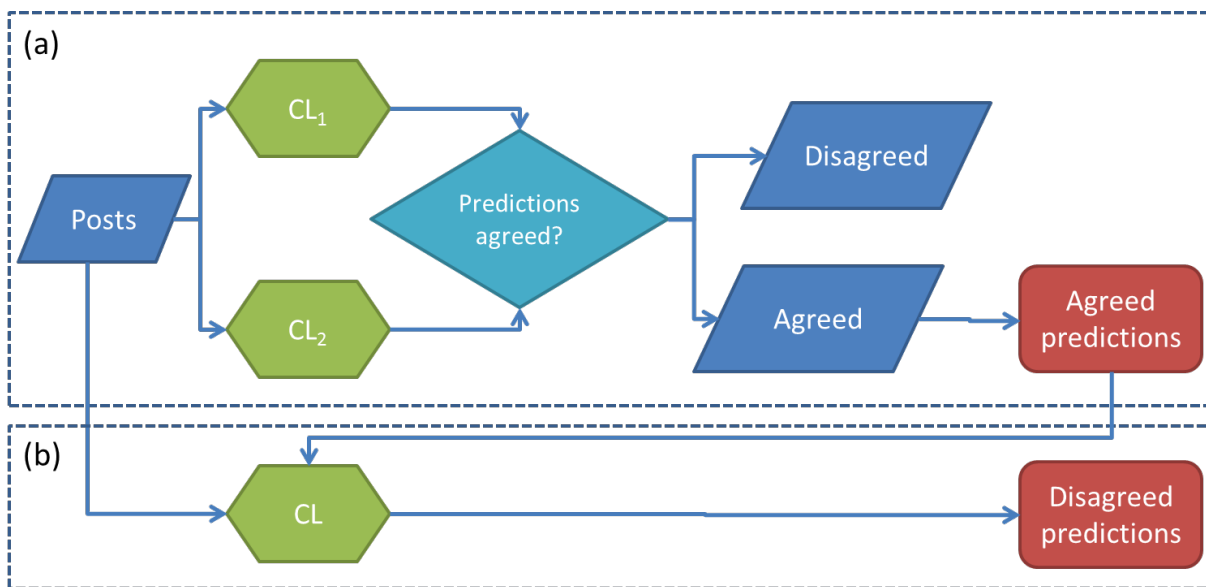 (a)
CL₁
Posts
Predictions
agreed?
CL₂
Disagreed
Agreed
Agreed
predictions
(b)
CL
Disagreed
predictions